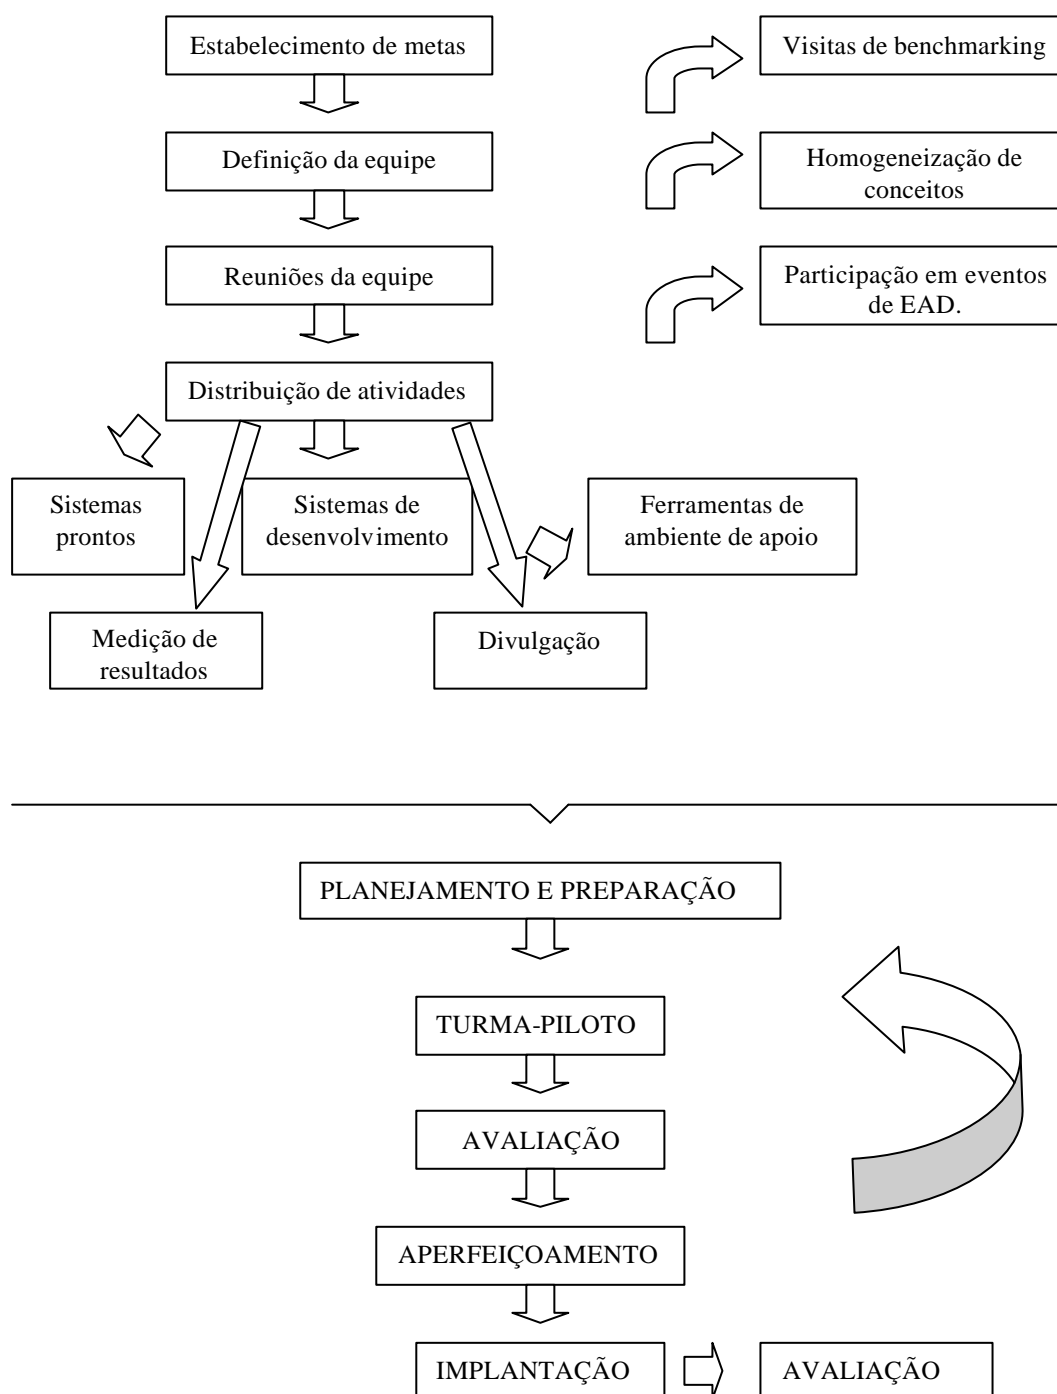 Estabelecimento de metas
Visitas de benchmarking
Definição da equipe
Homogeneização de
conceitos
Reuniões da equipe
Participação em eventos
de EAD.
Distribuição de atividades
Sistemas
prontos
Sistemas de
desenvolvimento
Ferramentas de
ambiente de apoio
Medição de
resultados
Divulgação
PLANEJAMENTO E PREPARAÇÃO
TURMA-PILOTO
AVALIAÇÃO
APERFEIÇOAMENTO
IMPLANTAÇÃO
AVALIAÇÃO